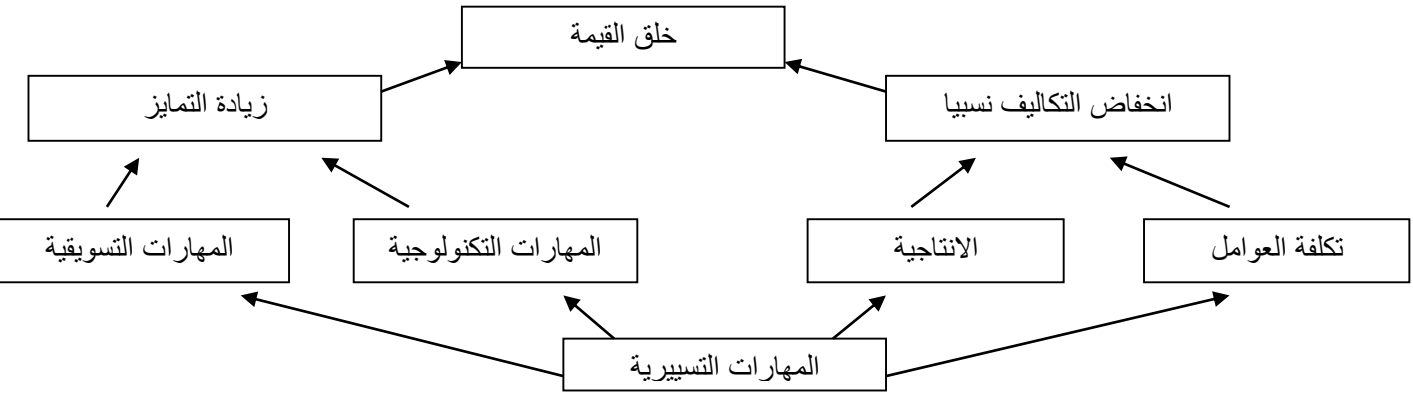 خلق القيمة
انخفاض التكاليف نسبيا
زيادة التمايز
تكلفة العوامل
الانتاجية
المهارات التكنولوجية
المهارات التسويقية
المهارات التسييرية